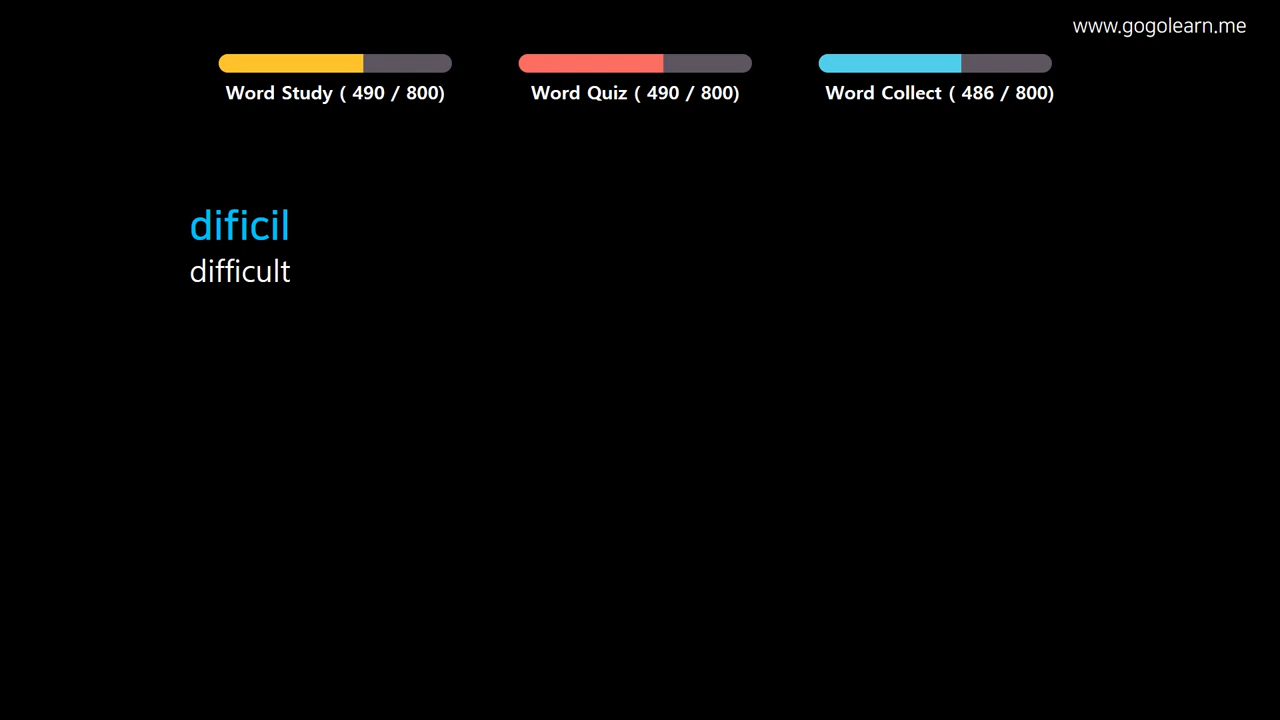 www.gogolearn.me
Word Study ( 490 / 800)
Word Quiz ( 490 / 800)
Word Collect ( 486 / 800)
dificil
difficult